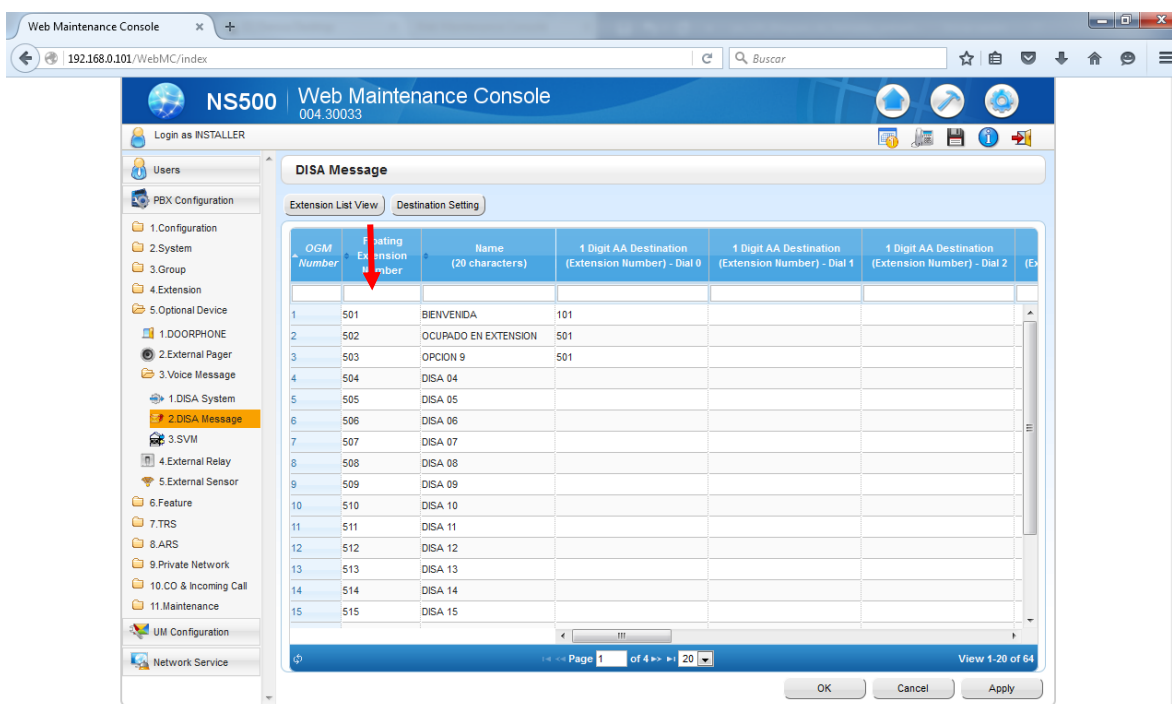 Web Maintenance Console × +
192.168.0.101/WebMC/index
Buscar
NS500 Web Maintenance Console
004.30033
Login as INSTALLER
Users
PBX Configuration
1.Configuration
2.System
3.Group
4.Extension
5.Optional Device
1.DOORPHONE
2.External Pager
3.Voice Message
1.DISA System
2.DISA Message
3.SVM
4.External Relay
5.External Sensor
6.Feature
7.TRS
8.ARS
9.Private Network
10.CO & Incoming Call
11.Maintenance
UM Configuration
Network Service
DISA Message
Extension List View Destination Setting
OGM Number
Extension
Name (20 characters)
1 Digit AA Destination (Extension Number) - Dial 0
1 Digit AA Destination (Extension Number) - Dial 1
1 Digit AA Destination (Extension Number) - Dial 2
(Ex
1 501 BIENVENIDA 101
2 502 OCUPADO EN EXTENSION 501
3 503 OPCION 9 501
4 504 DISA 04
5 505 DISA 05
6 506 DISA 06
7 507 DISA 07
8 508 DISA 08
9 509 DISA 09
10 510 DISA 10
11 511 DISA 11
12 512 DISA 12
13 513 DISA 13
14 514 DISA 14
15 515 DISA 15
Page 1 of 4 20
View 1-20 of 64
OK Cancel Apply